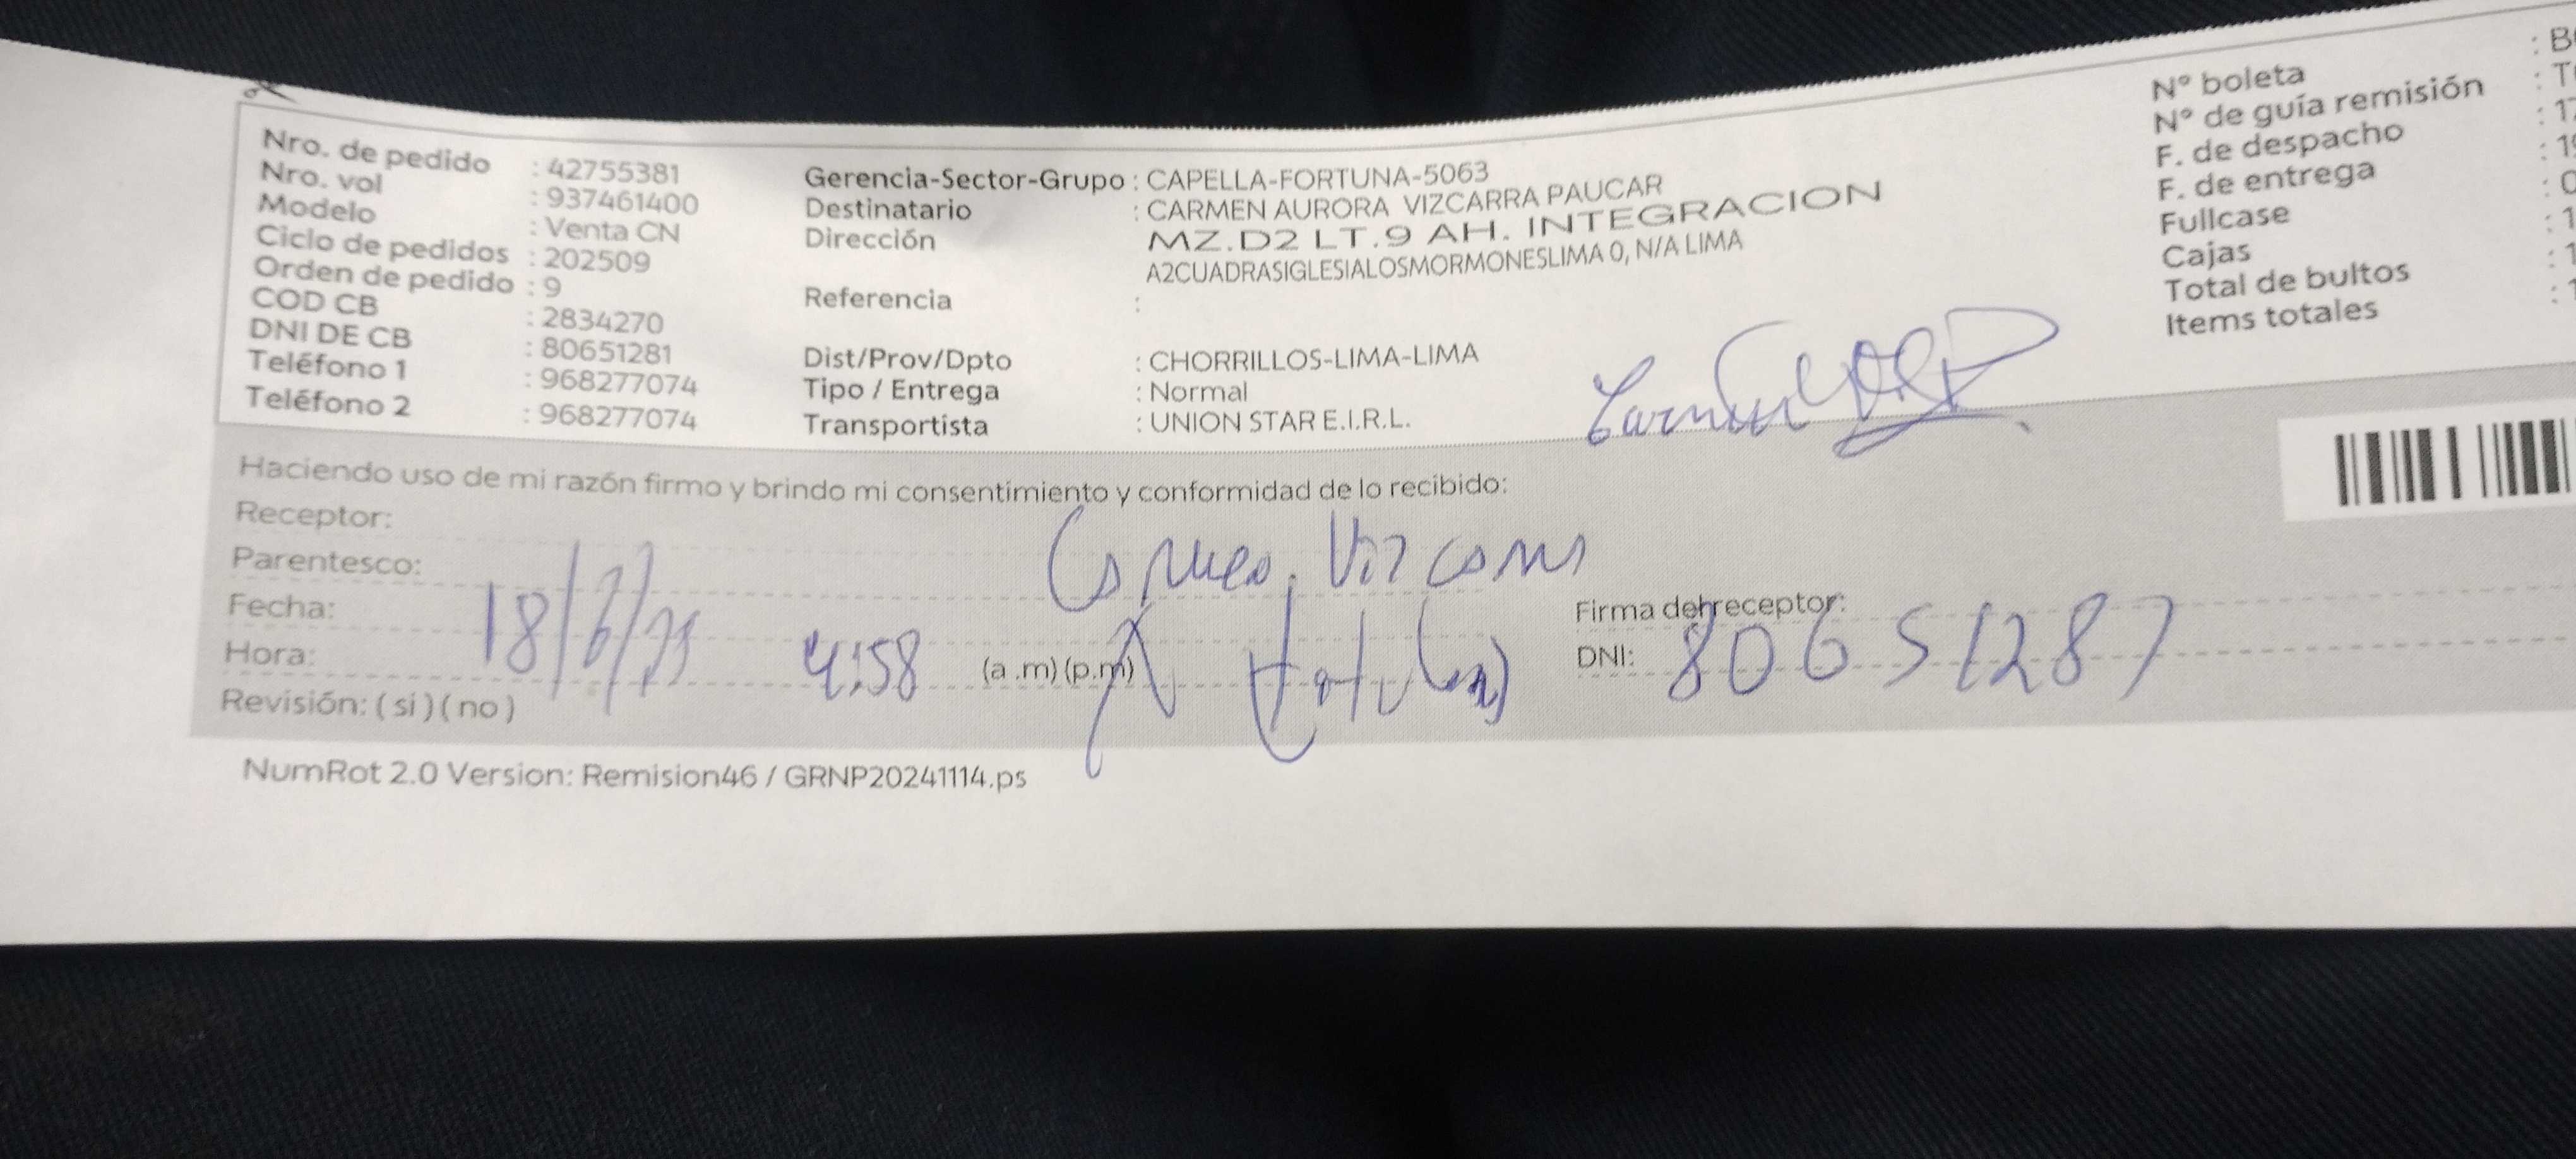 Nro. de pedido : 42755381
Nro. vol : 937461400
Modelo : Venta CN
Ciclo de pedidos : 202509
Orden de pedido : 9
COD CB : 2834270
DNI DE CB : 80651281
Teléfono 1 : 968277074
Teléfono 2 : 968277074
Gerencia-Sector-Grupo : CAPELLA-FORTUNA-5063
Destinatario : CARMEN AURORA VIZCARRA PAUCAR
Dirección : MZ.D2 LT.9 AH. INTEGRACION
A2CUADRASIGLESIALOSMORMONESLIMA 0, N/A LIMA
Referencia :
Dist/Prov/Dpto : CHORRILLOS-LIMA-LIMA
Tipo / Entrega : Normal
Transportista : UNION STAR E.I.R.L.
N° boleta : B
N° de guía remisión : T
F. de despacho : 17
F. de entrega : 19
Fullcase : 0
Cajas : 1
Total de bultos : 1
Items totales : 1
Haciendo uso de mi razón firmo y brindo mi consentimiento y conformidad de lo recibido:
Receptor:
Parentesco:
Fecha: 18/6/25
Hora: 4:58 (a .m) (p.m)
Revisión: ( si ) ( no )
Firma del receptor:
DNI: 80651287
NumRot 2.0 Version: Remision46 / GRNP20241114.ps